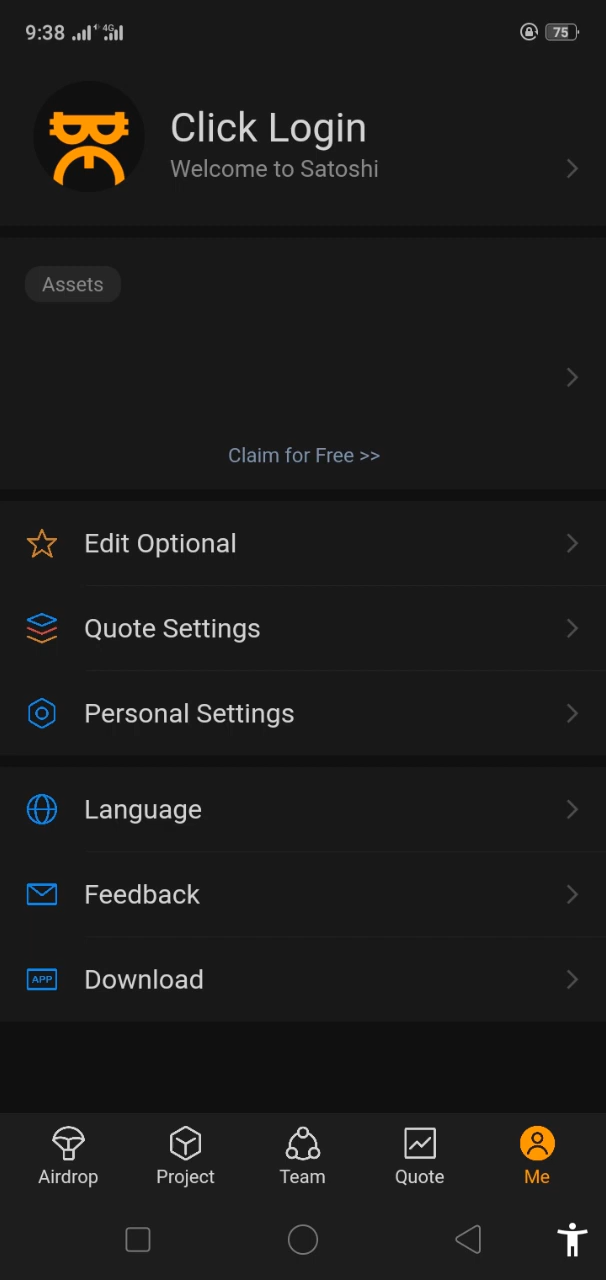 9:38
4G
75
Click Login
Welcome to Satoshi
Assets
Claim for Free >>
Edit Optional
Quote Settings
Personal Settings
Language
Feedback
APP
Download
Airdrop
Project
Team
Quote
Me